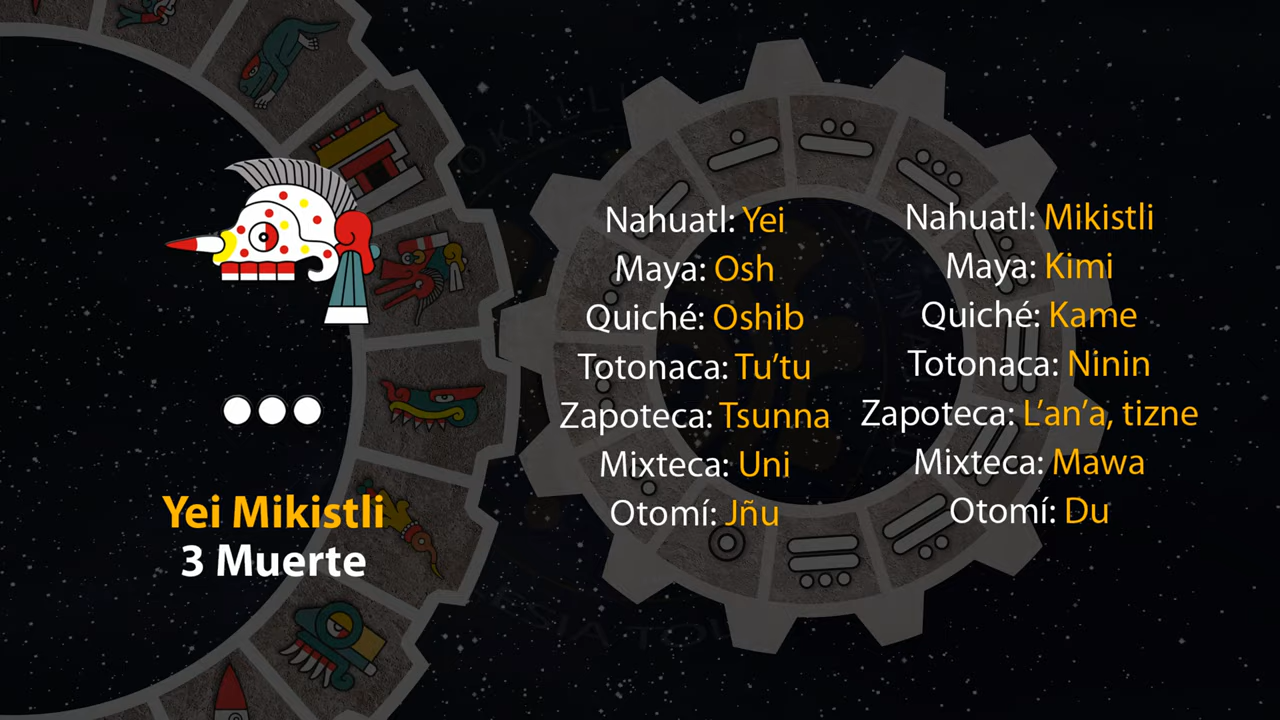 Nahuatl: Yei
Maya: Osh
Quiché: Oshib
Totonaca: Tu’tu
Zapoteca: Tsunna
Mixteca: Uni
Otomí: Jñu
Nahuatl: Mikistli
Maya: Kimi
Quiché: Kame
Totonaca: Ninin
Zapoteca: L’an’a, tizne
Mixteca: Mawa
Otomí: Du
Yei Mikistli
3 Muerte